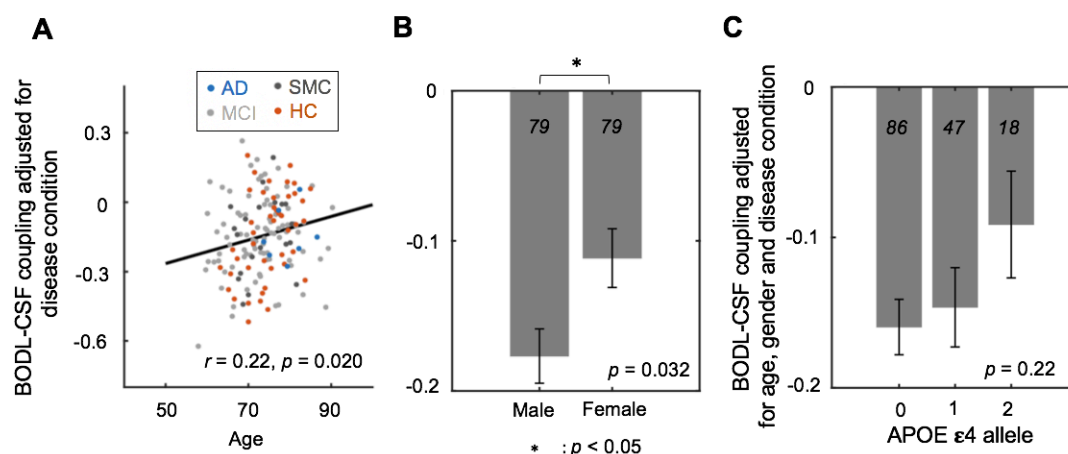 A
BODL-CSF coupling adjusted for
disease condition
AD
SMC
MCI
HC
0.3
0
-0.3
-0.6
r = 0.22, p = 0.020
50
70
90
Age
B
*
0
79
79
-0.1
p = 0.032
-0.2
Male
Female
* : p < 0.05
C
BODL-CSF coupling adjusted
for age, gender and disease condition
0
86
47
18
-0.1
p = 0.22
-0.2
0
1
2
APOE ε4 allele